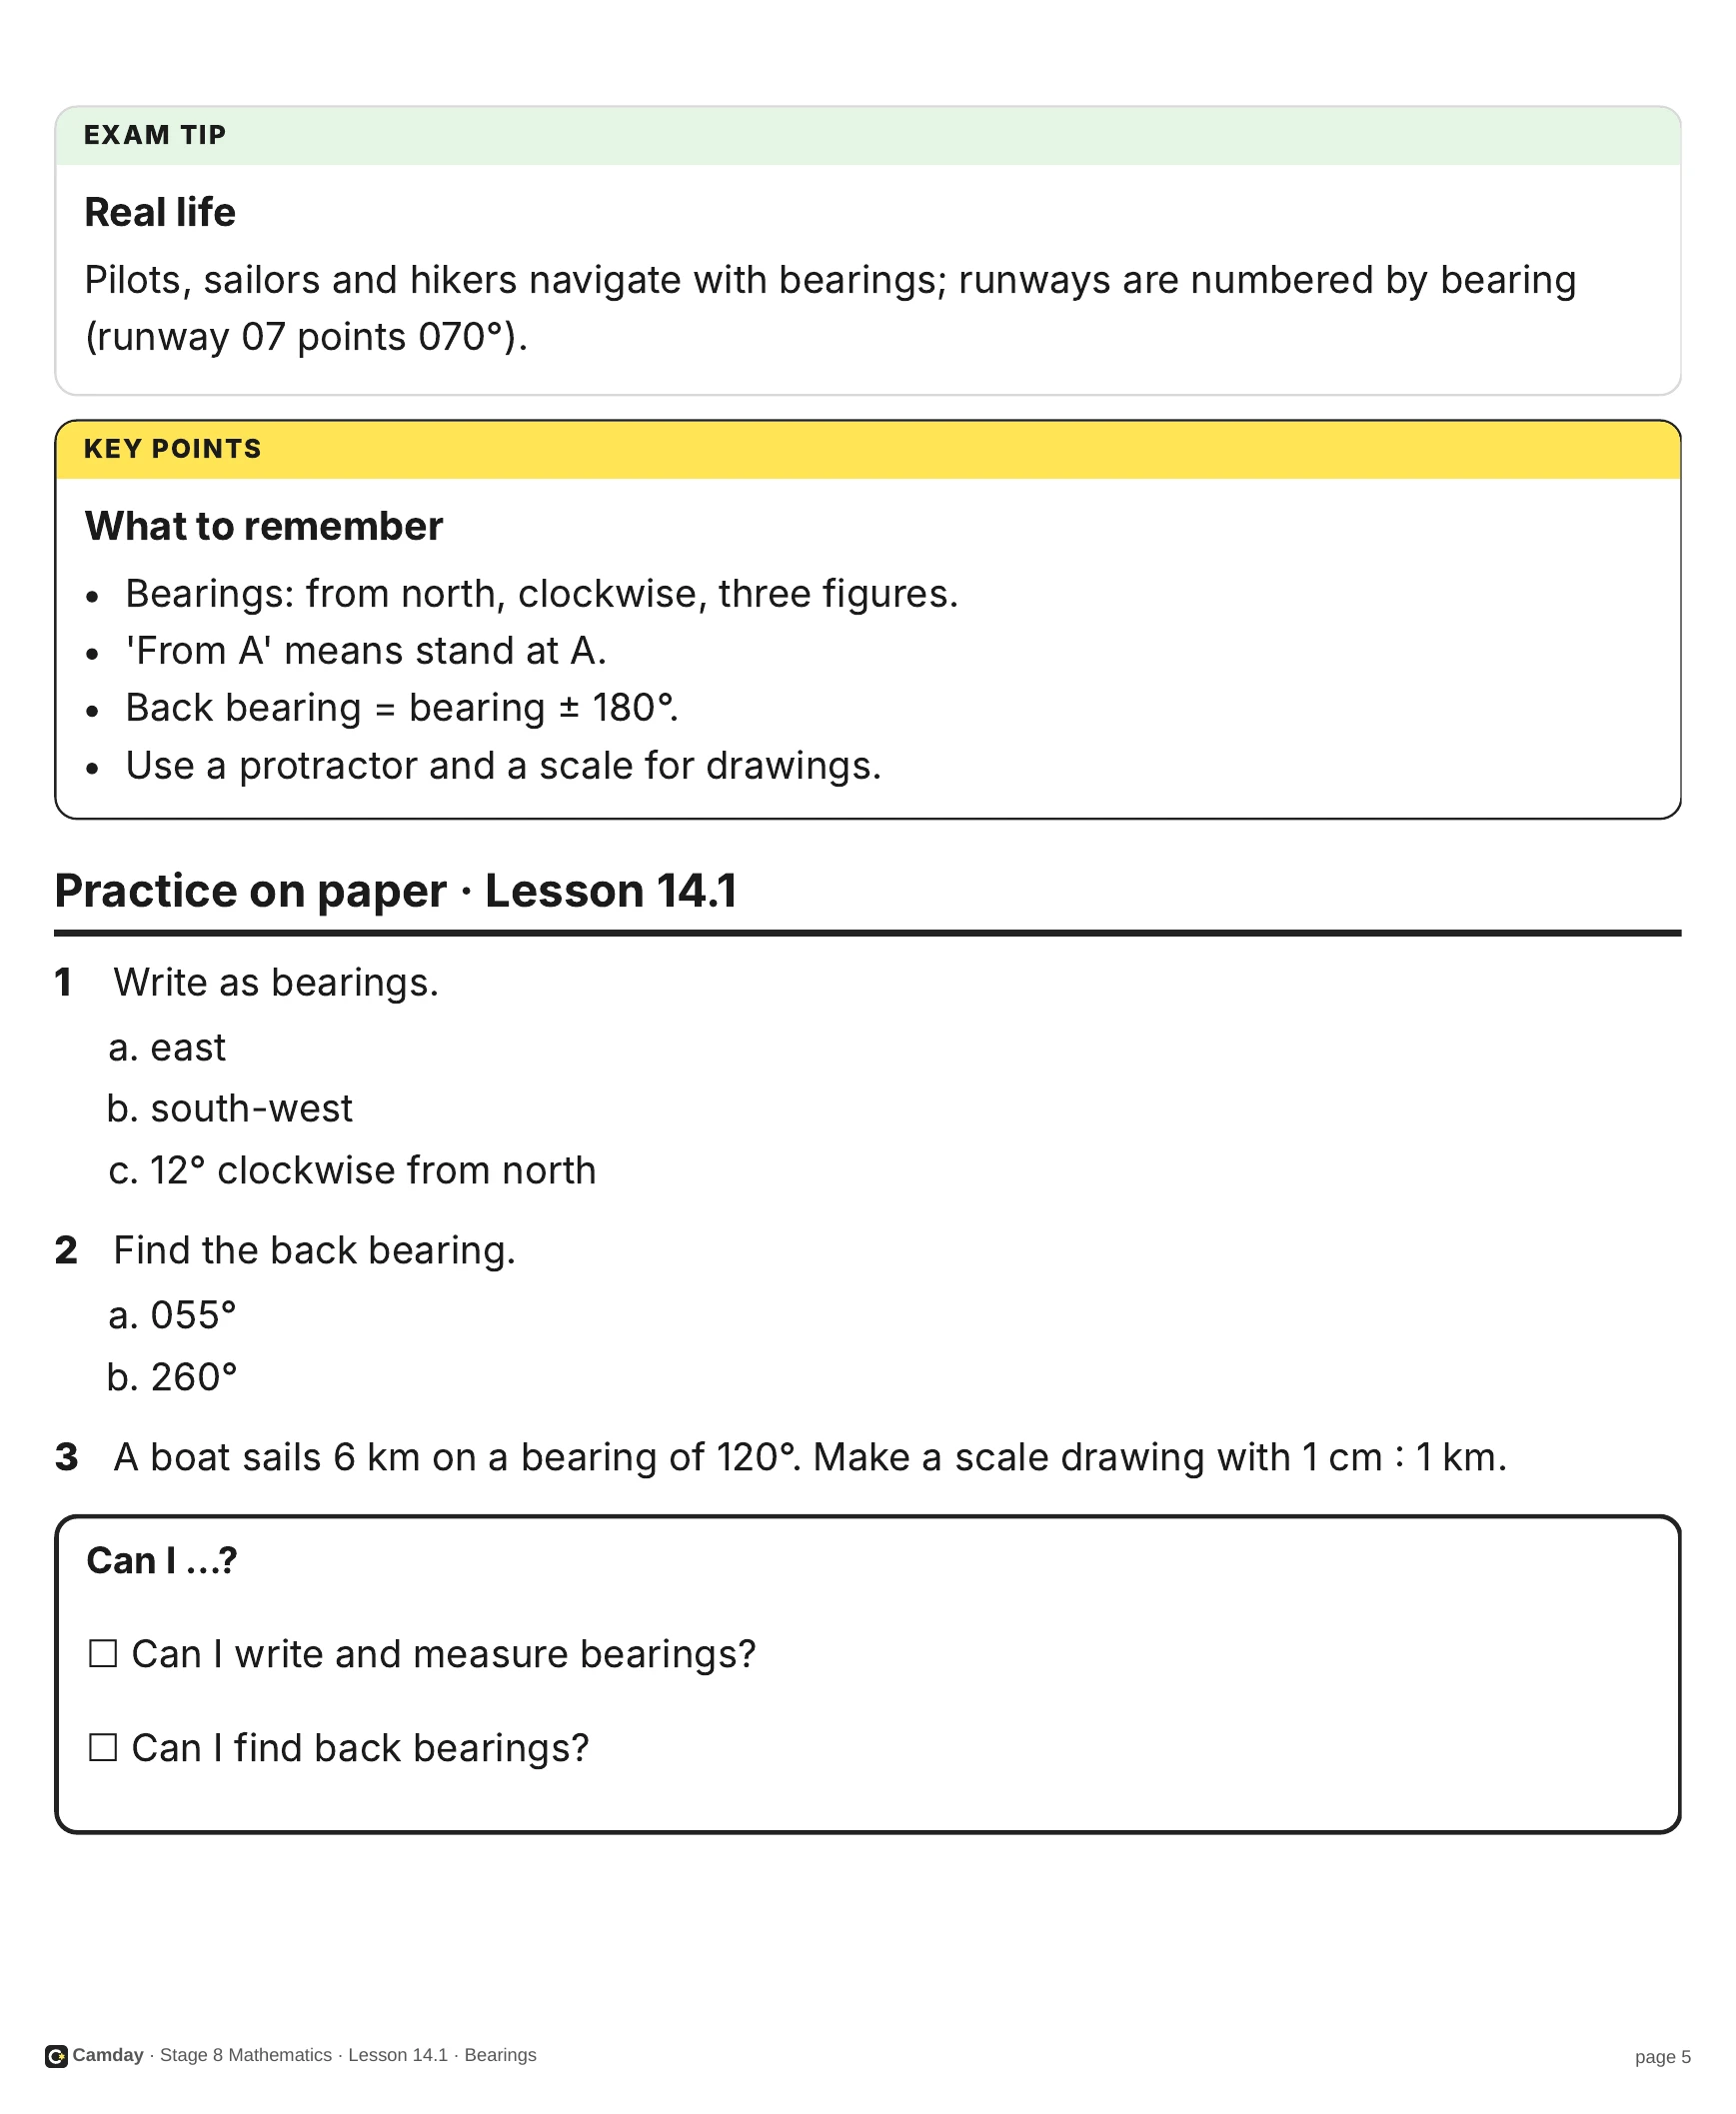 EXAM TIP
Real life
Pilots, sailors and hikers navigate with bearings; runways are numbered by bearing
(runway 07 points 070°).
KEY POINTS
What to remember
• Bearings: from north, clockwise, three figures.
• 'From A' means stand at A.
• Back bearing = bearing ± 180°.
• Use a protractor and a scale for drawings.
Practice on paper · Lesson 14.1
1 Write as bearings.
a. east
b. south-west
c. 12° clockwise from north
2 Find the back bearing.
a. 055°
b. 260°
3 A boat sails 6 km on a bearing of 120°. Make a scale drawing with 1 cm : 1 km.
Can I ...?
☐ Can I write and measure bearings?
☐ Can I find back bearings?
Camday · Stage 8 Mathematics · Lesson 14.1 · Bearings
page 5